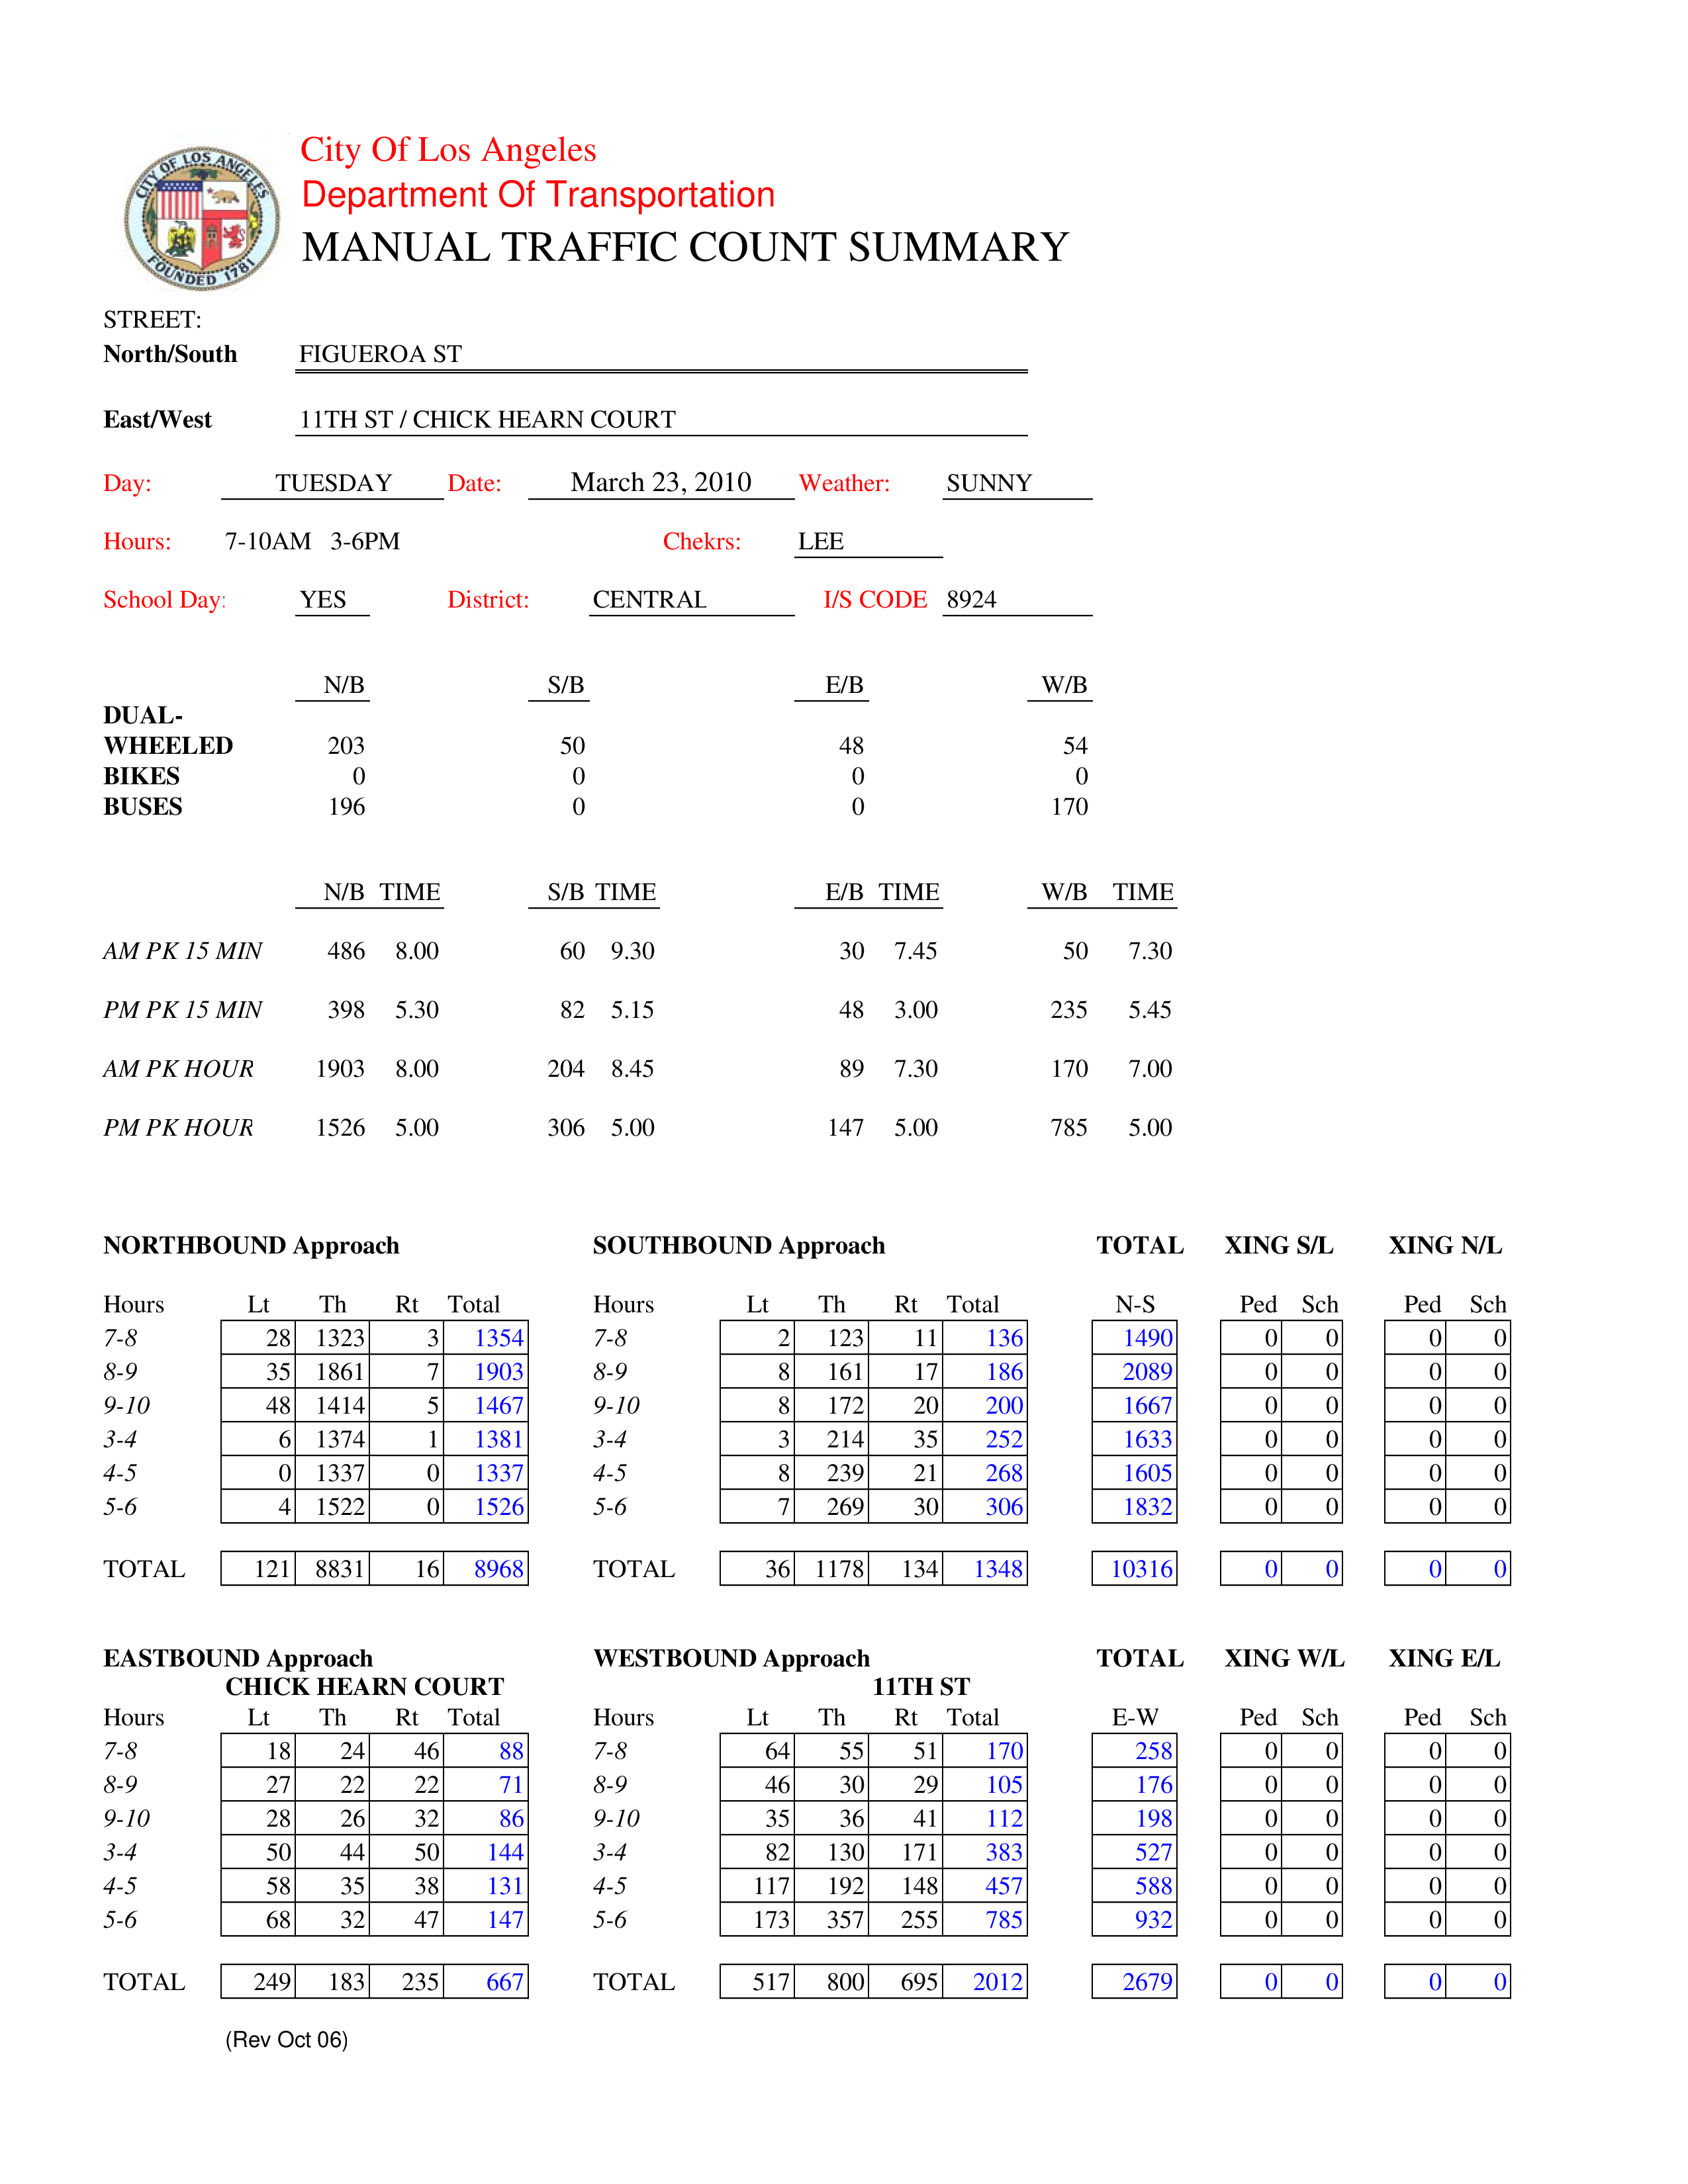 CITY OF LOS ANGELES
FOUNDED 1781
City Of Los Angeles
Department Of Transportation
MANUAL TRAFFIC COUNT SUMMARY
STREET:
North/South FIGUEROA ST
East/West 11TH ST / CHICK HEARN COURT
Day: TUESDAY Date: March 23, 2010 Weather: SUNNY
Hours: 7-10AM 3-6PM Chekrs: LEE
School Day: YES District: CENTRAL I/S CODE 8924
N/B S/B E/B W/B
DUAL-
WHEELED 203 50 48 54
BIKES 0 0 0 0
BUSES 196 0 0 170
N/B TIME S/B TIME E/B TIME W/B TIME
AM PK 15 MIN 486 8.00 60 9.30 30 7.45 50 7.30
PM PK 15 MIN 398 5.30 82 5.15 48 3.00 235 5.45
AM PK HOUR 1903 8.00 204 8.45 89 7.30 170 7.00
PM PK HOUR 1526 5.00 306 5.00 147 5.00 785 5.00
NORTHBOUND Approach SOUTHBOUND Approach TOTAL XING S/L XING N/L
Hours Lt Th Rt Total Hours Lt Th Rt Total N-S Ped Sch Ped Sch
7-8 28 1323 3 1354 7-8 2 123 11 136 1490 0 0 0 0
8-9 35 1861 7 1903 8-9 8 161 17 186 2089 0 0 0 0
9-10 48 1414 5 1467 9-10 8 172 20 200 1667 0 0 0 0
3-4 6 1374 1 1381 3-4 3 214 35 252 1633 0 0 0 0
4-5 0 1337 0 1337 4-5 8 239 21 268 1605 0 0 0 0
5-6 4 1522 0 1526 5-6 7 269 30 306 1832 0 0 0 0
TOTAL 121 8831 16 8968 TOTAL 36 1178 134 1348 10316 0 0 0 0
EASTBOUND Approach WESTBOUND Approach TOTAL XING W/L XING E/L
CHICK HEARN COURT 11TH ST
Hours Lt Th Rt Total Hours Lt Th Rt Total E-W Ped Sch Ped Sch
7-8 18 24 46 88 7-8 64 55 51 170 258 0 0 0 0
8-9 27 22 22 71 8-9 46 30 29 105 176 0 0 0 0
9-10 28 26 32 86 9-10 35 36 41 112 198 0 0 0 0
3-4 50 44 50 144 3-4 82 130 171 383 527 0 0 0 0
4-5 58 35 38 131 4-5 117 192 148 457 588 0 0 0 0
5-6 68 32 47 147 5-6 173 357 255 785 932 0 0 0 0
TOTAL 249 183 235 667 TOTAL 517 800 695 2012 2679 0 0 0 0
(Rev Oct 06)